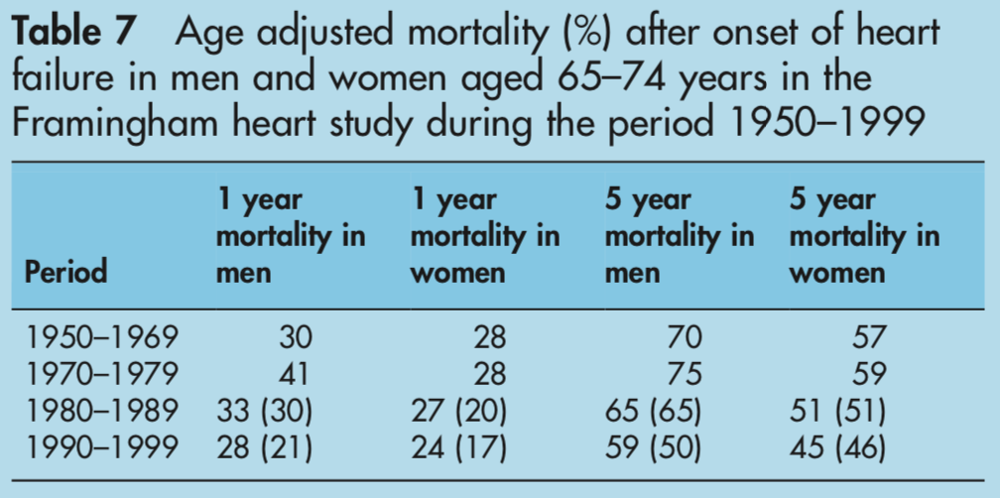 Table 7 Age adjusted mortality (%) after onset of heart
failure in men and women aged 65–74 years in the
Framingham heart study during the period 1950–1999
Period 1 year mortality in men 1 year mortality in women 5 year mortality in men 5 year mortality in women
1950–1969 30 28 70 57
1970–1979 41 28 75 59
1980–1989 33 (30) 27 (20) 65 (65) 51 (51)
1990–1999 28 (21) 24 (17) 59 (50) 45 (46)